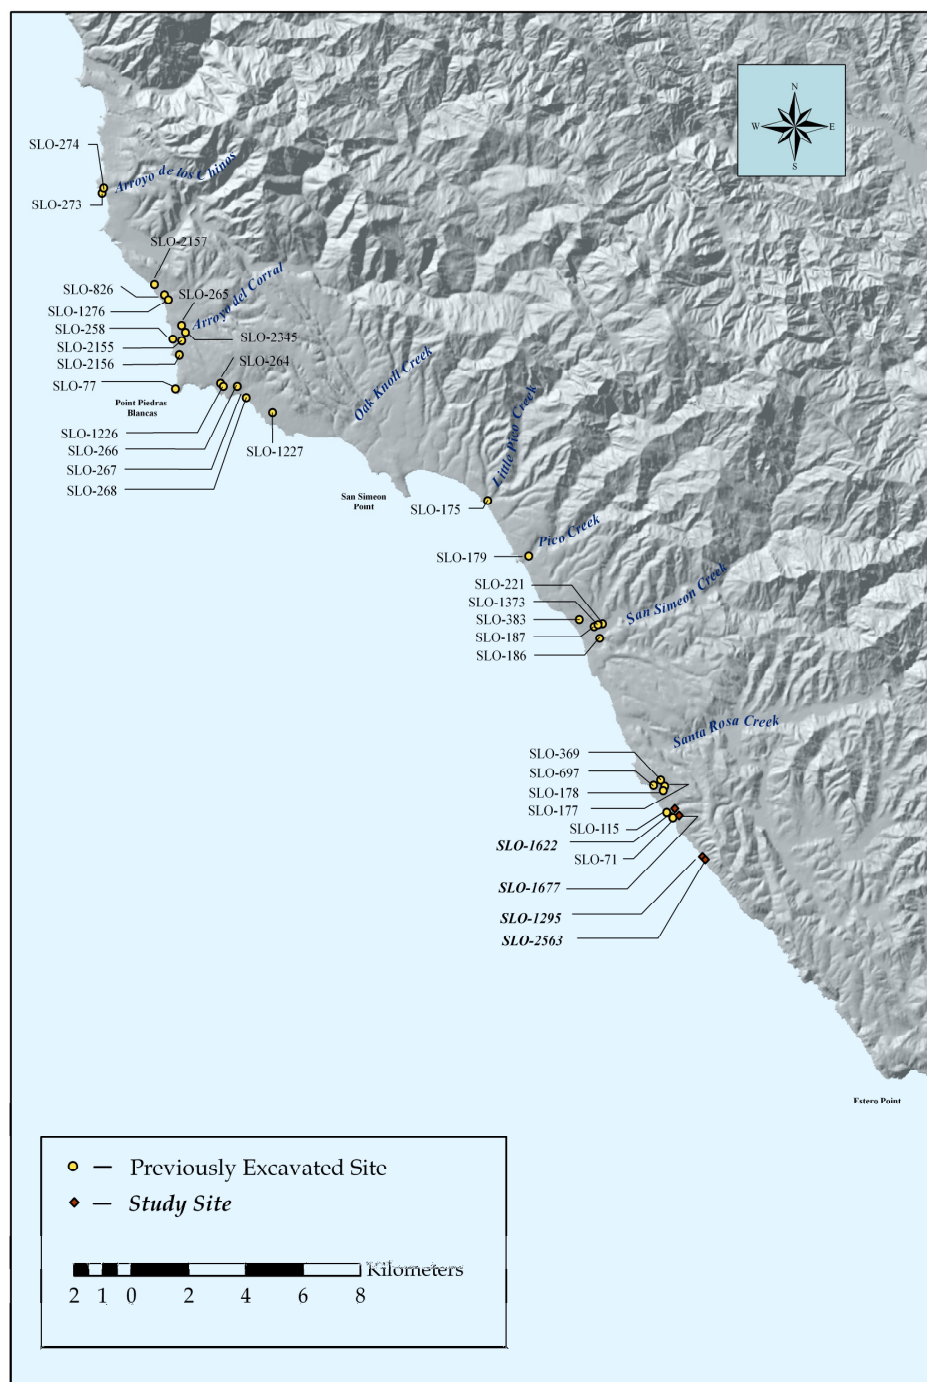 N
W E
S
SLO-274
Arroyo de los Chinos
SLO-273
SLO-2157
SLO-826
SLO-265
Arroyo del Corral
SLO-1276
SLO-258
SLO-2345
SLO-2155
SLO-2156
SLO-264
SLO-77
Point Piedras
Blancas
Oak Knoll Creek
Little Pico Creek
SLO-1226
SLO-266
SLO-1227
SLO-267
SLO-268
San Simeon
Point
SLO-175
Pico Creek
SLO-179
SLO-221
SLO-1373
San Simeon Creek
SLO-383
SLO-187
SLO-186
Santa Rosa Creek
SLO-369
SLO-697
SLO-178
SLO-177
SLO-115
SLO-1622
SLO-71
SLO-1677
SLO-1295
SLO-2563
Estero Point
Previously Excavated Site
Study Site
Kilometers
2 1 0 2 4 6 8